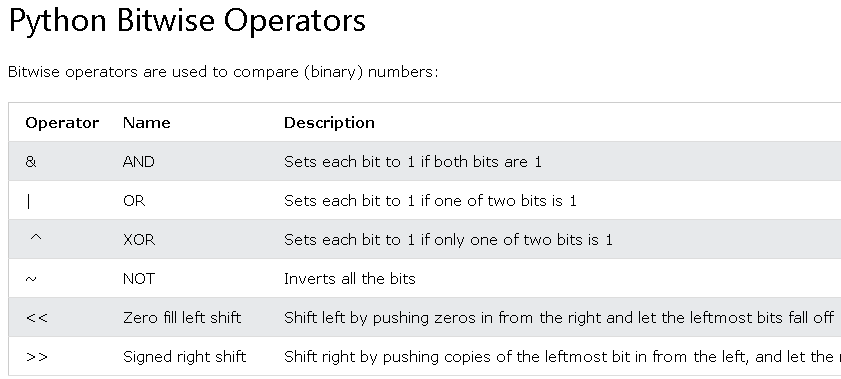 Python Bitwise Operators
Bitwise operators are used to compare (binary) numbers:
Operator Name Description
& AND Sets each bit to 1 if both bits are 1
| OR Sets each bit to 1 if one of two bits is 1
^ XOR Sets each bit to 1 if only one of two bits is 1
~ NOT Inverts all the bits
<< Zero fill left shift Shift left by pushing zeros in from the right and let the leftmost bits fall off
>> Signed right shift Shift right by pushing copies of the leftmost bit in from the left, and let the